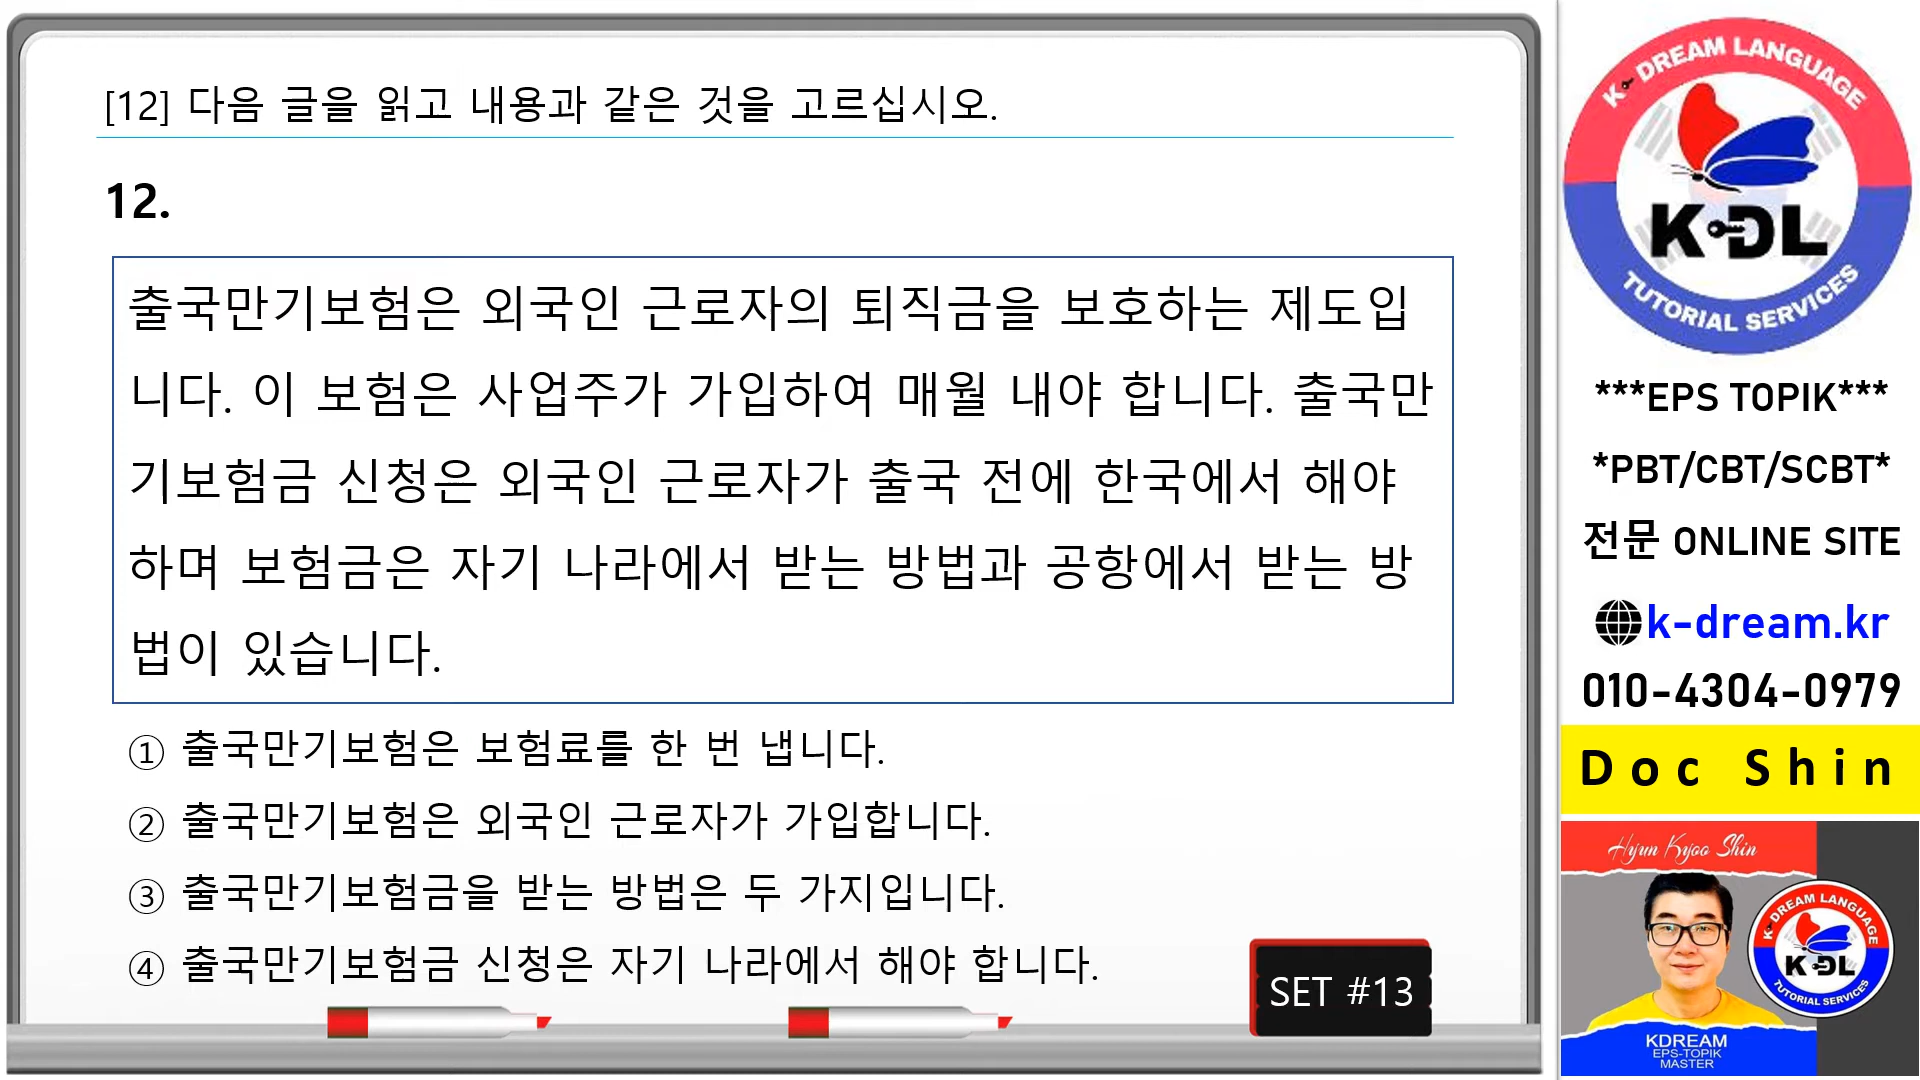 [12] 다음 글을 읽고 내용과 같은 것을 고르십시오.
12.
출국만기보험은 외국인 근로자의 퇴직금을 보호하는 제도입
니다. 이 보험은 사업주가 가입하여 매월 내야 합니다. 출국만
기보험금 신청은 외국인 근로자가 출국 전에 한국에서 해야
하며 보험금은 자기 나라에서 받는 방법과 공항에서 받는 방
법이 있습니다.
① 출국만기보험은 보험료를 한 번 냅니다.
② 출국만기보험은 외국인 근로자가 가입합니다.
③ 출국만기보험금을 받는 방법은 두 가지입니다.
④ 출국만기보험금 신청은 자기 나라에서 해야 합니다.
SET #13
K-DREAM LANGUAGE
K-DL
TUTORIAL SERVICES
***EPS TOPIK***
*PBT/CBT/SCBT*
전문 ONLINE SITE
k-dream.kr
010-4304-0979
Doc Shin
Hyun Kyoo Shin
K-DREAM LANGUAGE
K-DL
TUTORIAL SERVICES
KDREAM
EPS-TOPIK
MASTER